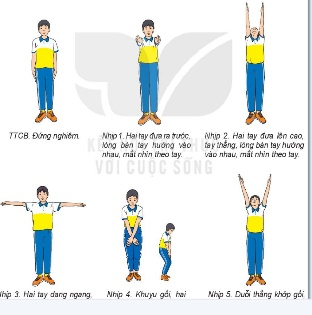 TTCB. Đứng nghiêm.
Nhịp 1. Hai tay đưa ra trước,
lòng bàn tay hướng vào
nhau, mắt nhìn theo tay.
Nhịp 2. Hai tay đưa lên cao,
tay thẳng, lòng bàn tay hướng
vào nhau, mắt nhìn theo tay.
VỚI CUỘC SỐNG
Nhịp 3. Hai tay dang ngang,
Nhịp 4. Khuỵu gối, hai
Nhịp 5. Duỗi thẳng khớp gối,